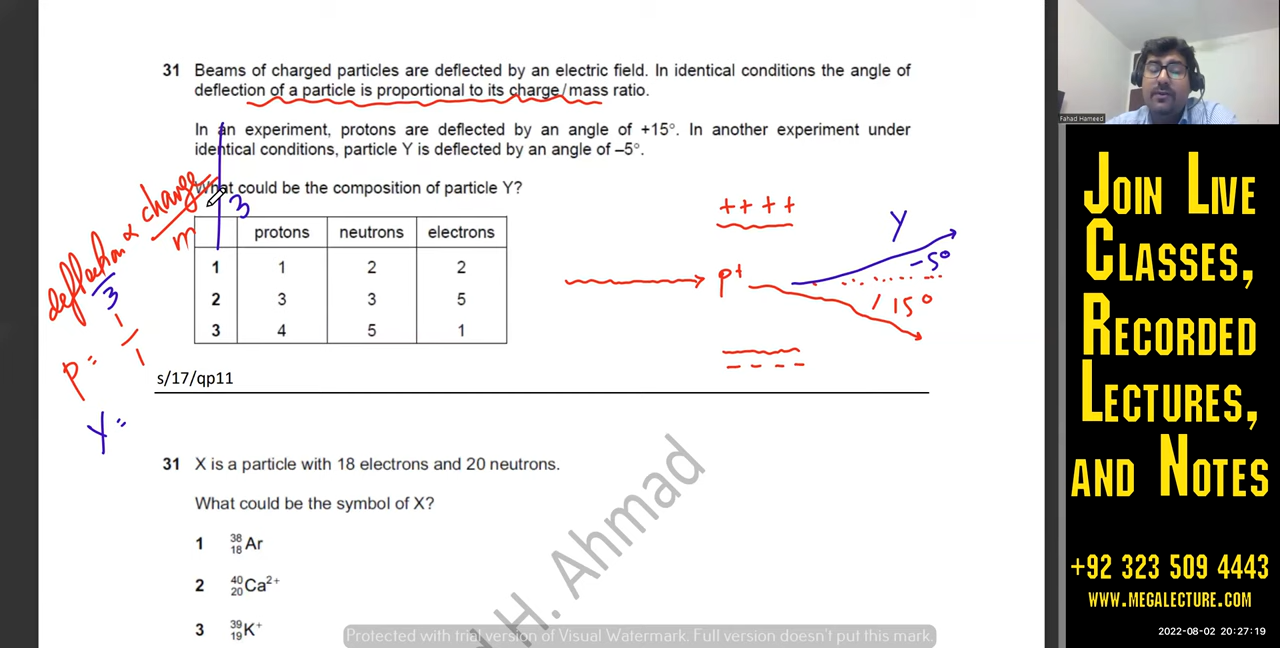 31 Beams of charged particles are deflected by an electric field. In identical conditions the angle of
deflection of a particle is proportional to its charge/mass ratio.
In an experiment, protons are deflected by an angle of +15°. In another experiment under
identical conditions, particle Y is deflected by an angle of –5°.
What could be the composition of particle Y?
protons neutrons electrons
1 1 2 2
2 3 3 5
3 4 5 1
s/17/qp11
deflection ∝ charge
m
3
3
p = 1
1
Y =
+ + + +
p+
Y
-5°
15°
- - - -
31 X is a particle with 18 electrons and 20 neutrons.
What could be the symbol of X?
1 38 18 Ar
2 40 20 Ca2+
3 39 19 K+
H. Ahmad
Protected with trial version of Visual Watermark. Full version doesn't put this mark.
Fahad Hameed
JOIN LIVE
CLASSES,
RECORDED
LECTURES,
AND NOTES
+92 323 509 4443
WWW.MEGALECTURE.COM
2022-08-02 20:27:19